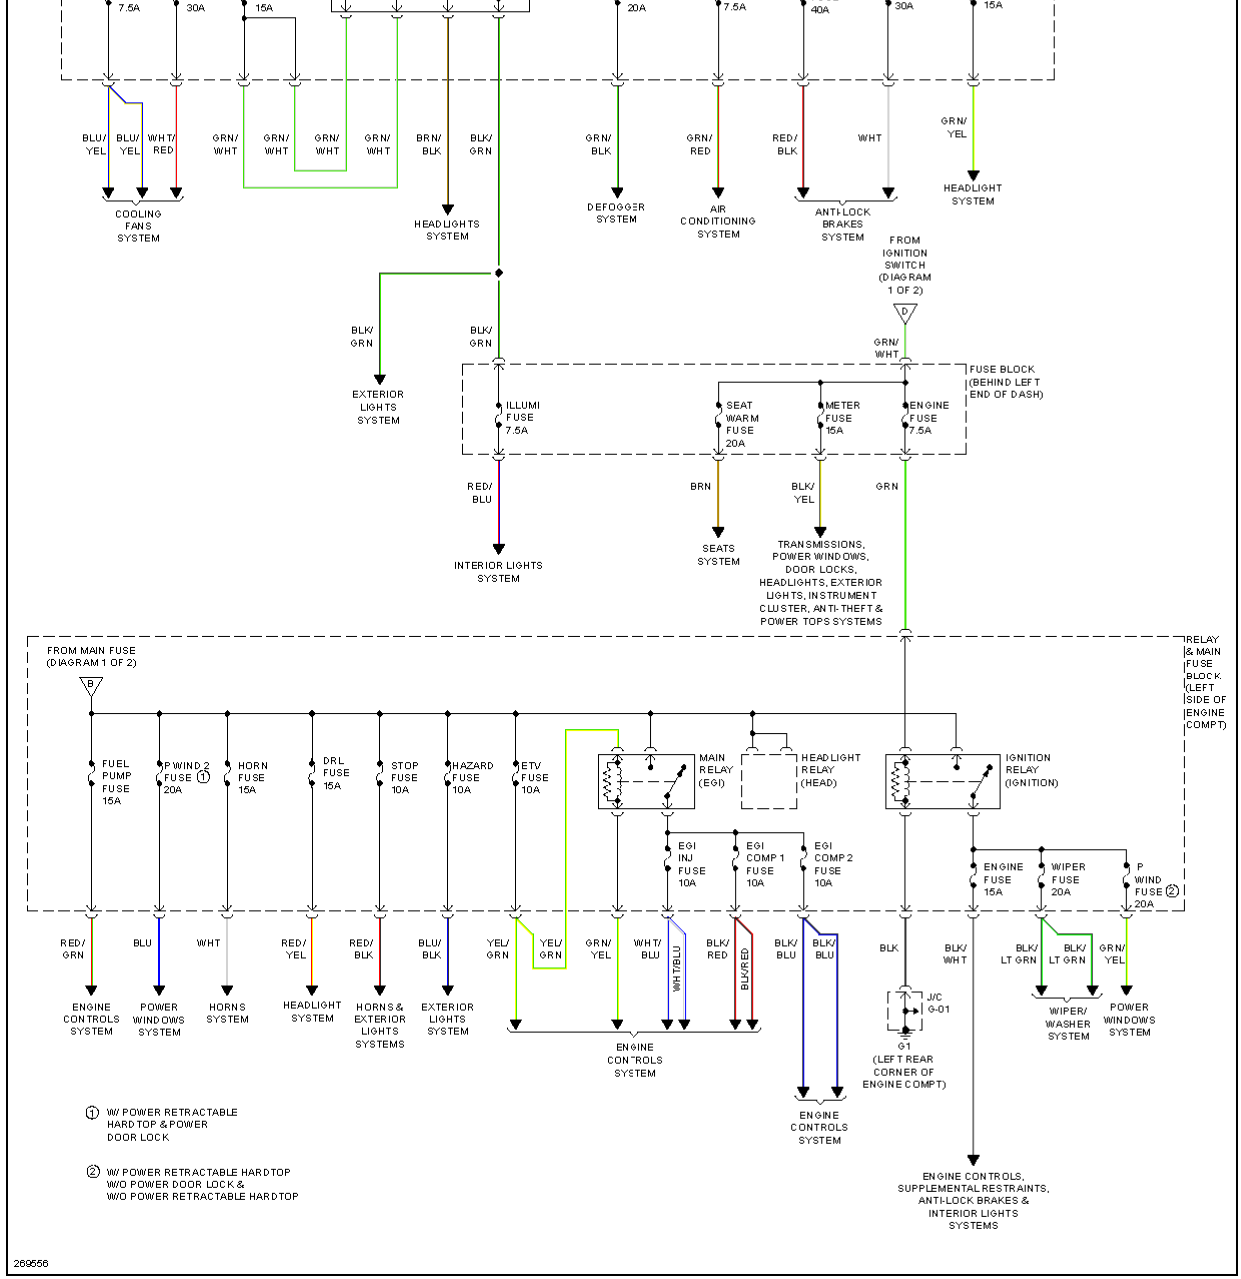 7.5A
30A
15A
20A
7.5A
40A
30A
15A
BLU/
YEL
BLU/
YEL
WHT/
RED
GRN/
WHT
GRN/
WHT
GRN/
WHT
GRN/
WHT
BRN/
BLK
BLK/
GRN
GRN/
BLK
GRN/
RED
RED/
BLK
WHT
GRN/
YEL
COOLING
FANS
SYSTEM
HEADLIGHTS
SYSTEM
DEFOGGER
SYSTEM
AIR
CONDITIONING
SYSTEM
ANTI-LOCK
BRAKES
SYSTEM
HEADLIGHT
SYSTEM
FROM
IGNITION
SWITCH
(DIAGRAM
1 OF 2)
D
BLK/
GRN
BLK/
GRN
GRN/
WHT
EXTERIOR
LIGHTS
SYSTEM
FUSE BLOCK
(BEHIND LEFT
END OF DASH)
ILLUMI
FUSE
7.5A
SEAT
WARM
FUSE
20A
METER
FUSE
15A
ENGINE
FUSE
7.5A
RED/
BLU
BRN
BLK/
YEL
GRN
INTERIOR LIGHTS
SYSTEM
SEATS
SYSTEM
TRANSMISSIONS,
POWER WINDOWS,
DOOR LOCKS,
HEADLIGHTS, EXTERIOR
LIGHTS, INSTRUMENT
CLUSTER, ANTI-THEFT &
POWER TOPS SYSTEMS
RELAY
& MAIN
FUSE
BLOCK
(LEFT
SIDE OF
ENGINE
COMPT)
FROM MAIN FUSE
(DIAGRAM 1 OF 2)
B
FUEL
PUMP
FUSE
15A
P WIND 2
FUSE ①
20A
HORN
FUSE
15A
DRL
FUSE
15A
STOP
FUSE
10A
HAZARD
FUSE
10A
ETV
FUSE
10A
MAIN
RELAY
(EGI)
HEADLIGHT
RELAY
(HEAD)
IGNITION
RELAY
(IGNITION)
EGI
INJ
FUSE
10A
EGI
COMP 1
FUSE
10A
EGI
COMP 2
FUSE
10A
ENGINE
FUSE
15A
WIPER
FUSE
20A
P
WIND
FUSE ②
20A
RED/
GRN
BLU
WHT
RED/
YEL
RED/
BLK
BLU/
BLK
YEL/
GRN
YEL/
GRN
GRN/
YEL
WHT/
BLU
WHT/BLU
BLK/
RED
BLK/RED
BLK/
BLU
BLK/
BLU
BLK
BLK/
WHT
BLK/
LT GRN
BLK/
LT GRN
GRN/
YEL
ENGINE
CONTROLS
SYSTEM
POWER
WINDOWS
SYSTEM
HORNS
SYSTEM
HEADLIGHT
SYSTEM
HORNS &
EXTERIOR
LIGHTS
SYSTEMS
EXTERIOR
LIGHTS
SYSTEM
ENGINE
CONTROLS
SYSTEM
J/C
G-01
G1
(LEFT REAR
CORNER OF
ENGINE COMPT)
WIPER/
WASHER
SYSTEM
POWER
WINDOWS
SYSTEM
ENGINE
CONTROLS
SYSTEM
① W/ POWER RETRACTABLE
HARDTOP & POWER
DOOR LOCK
② W/ POWER RETRACTABLE HARDTOP
W/O POWER DOOR LOCK &
W/O POWER RETRACTABLE HARDTOP
ENGINE CONTROLS,
SUPPLEMENTAL RESTRAINTS,
ANTI-LOCK BRAKES &
INTERIOR LIGHTS
SYSTEMS
269556